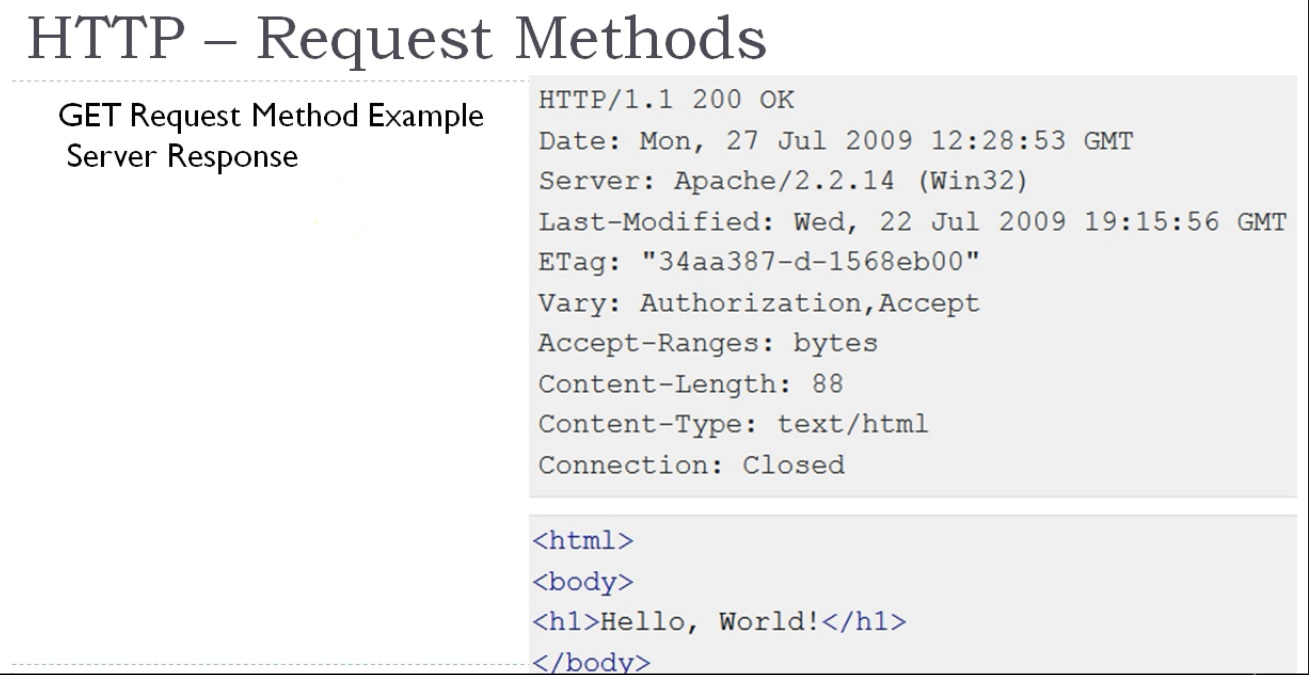 HTTP – Request Methods
GET Request Method Example
Server Response
HTTP/1.1 200 OK
Date: Mon, 27 Jul 2009 12:28:53 GMT
Server: Apache/2.2.14 (Win32)
Last-Modified: Wed, 22 Jul 2009 19:15:56 GMT
ETag: "34aa387-d-1568eb00"
Vary: Authorization,Accept
Accept-Ranges: bytes
Content-Length: 88
Content-Type: text/html
Connection: Closed
<html>
<body>
<h1>Hello, World!</h1>
</body>